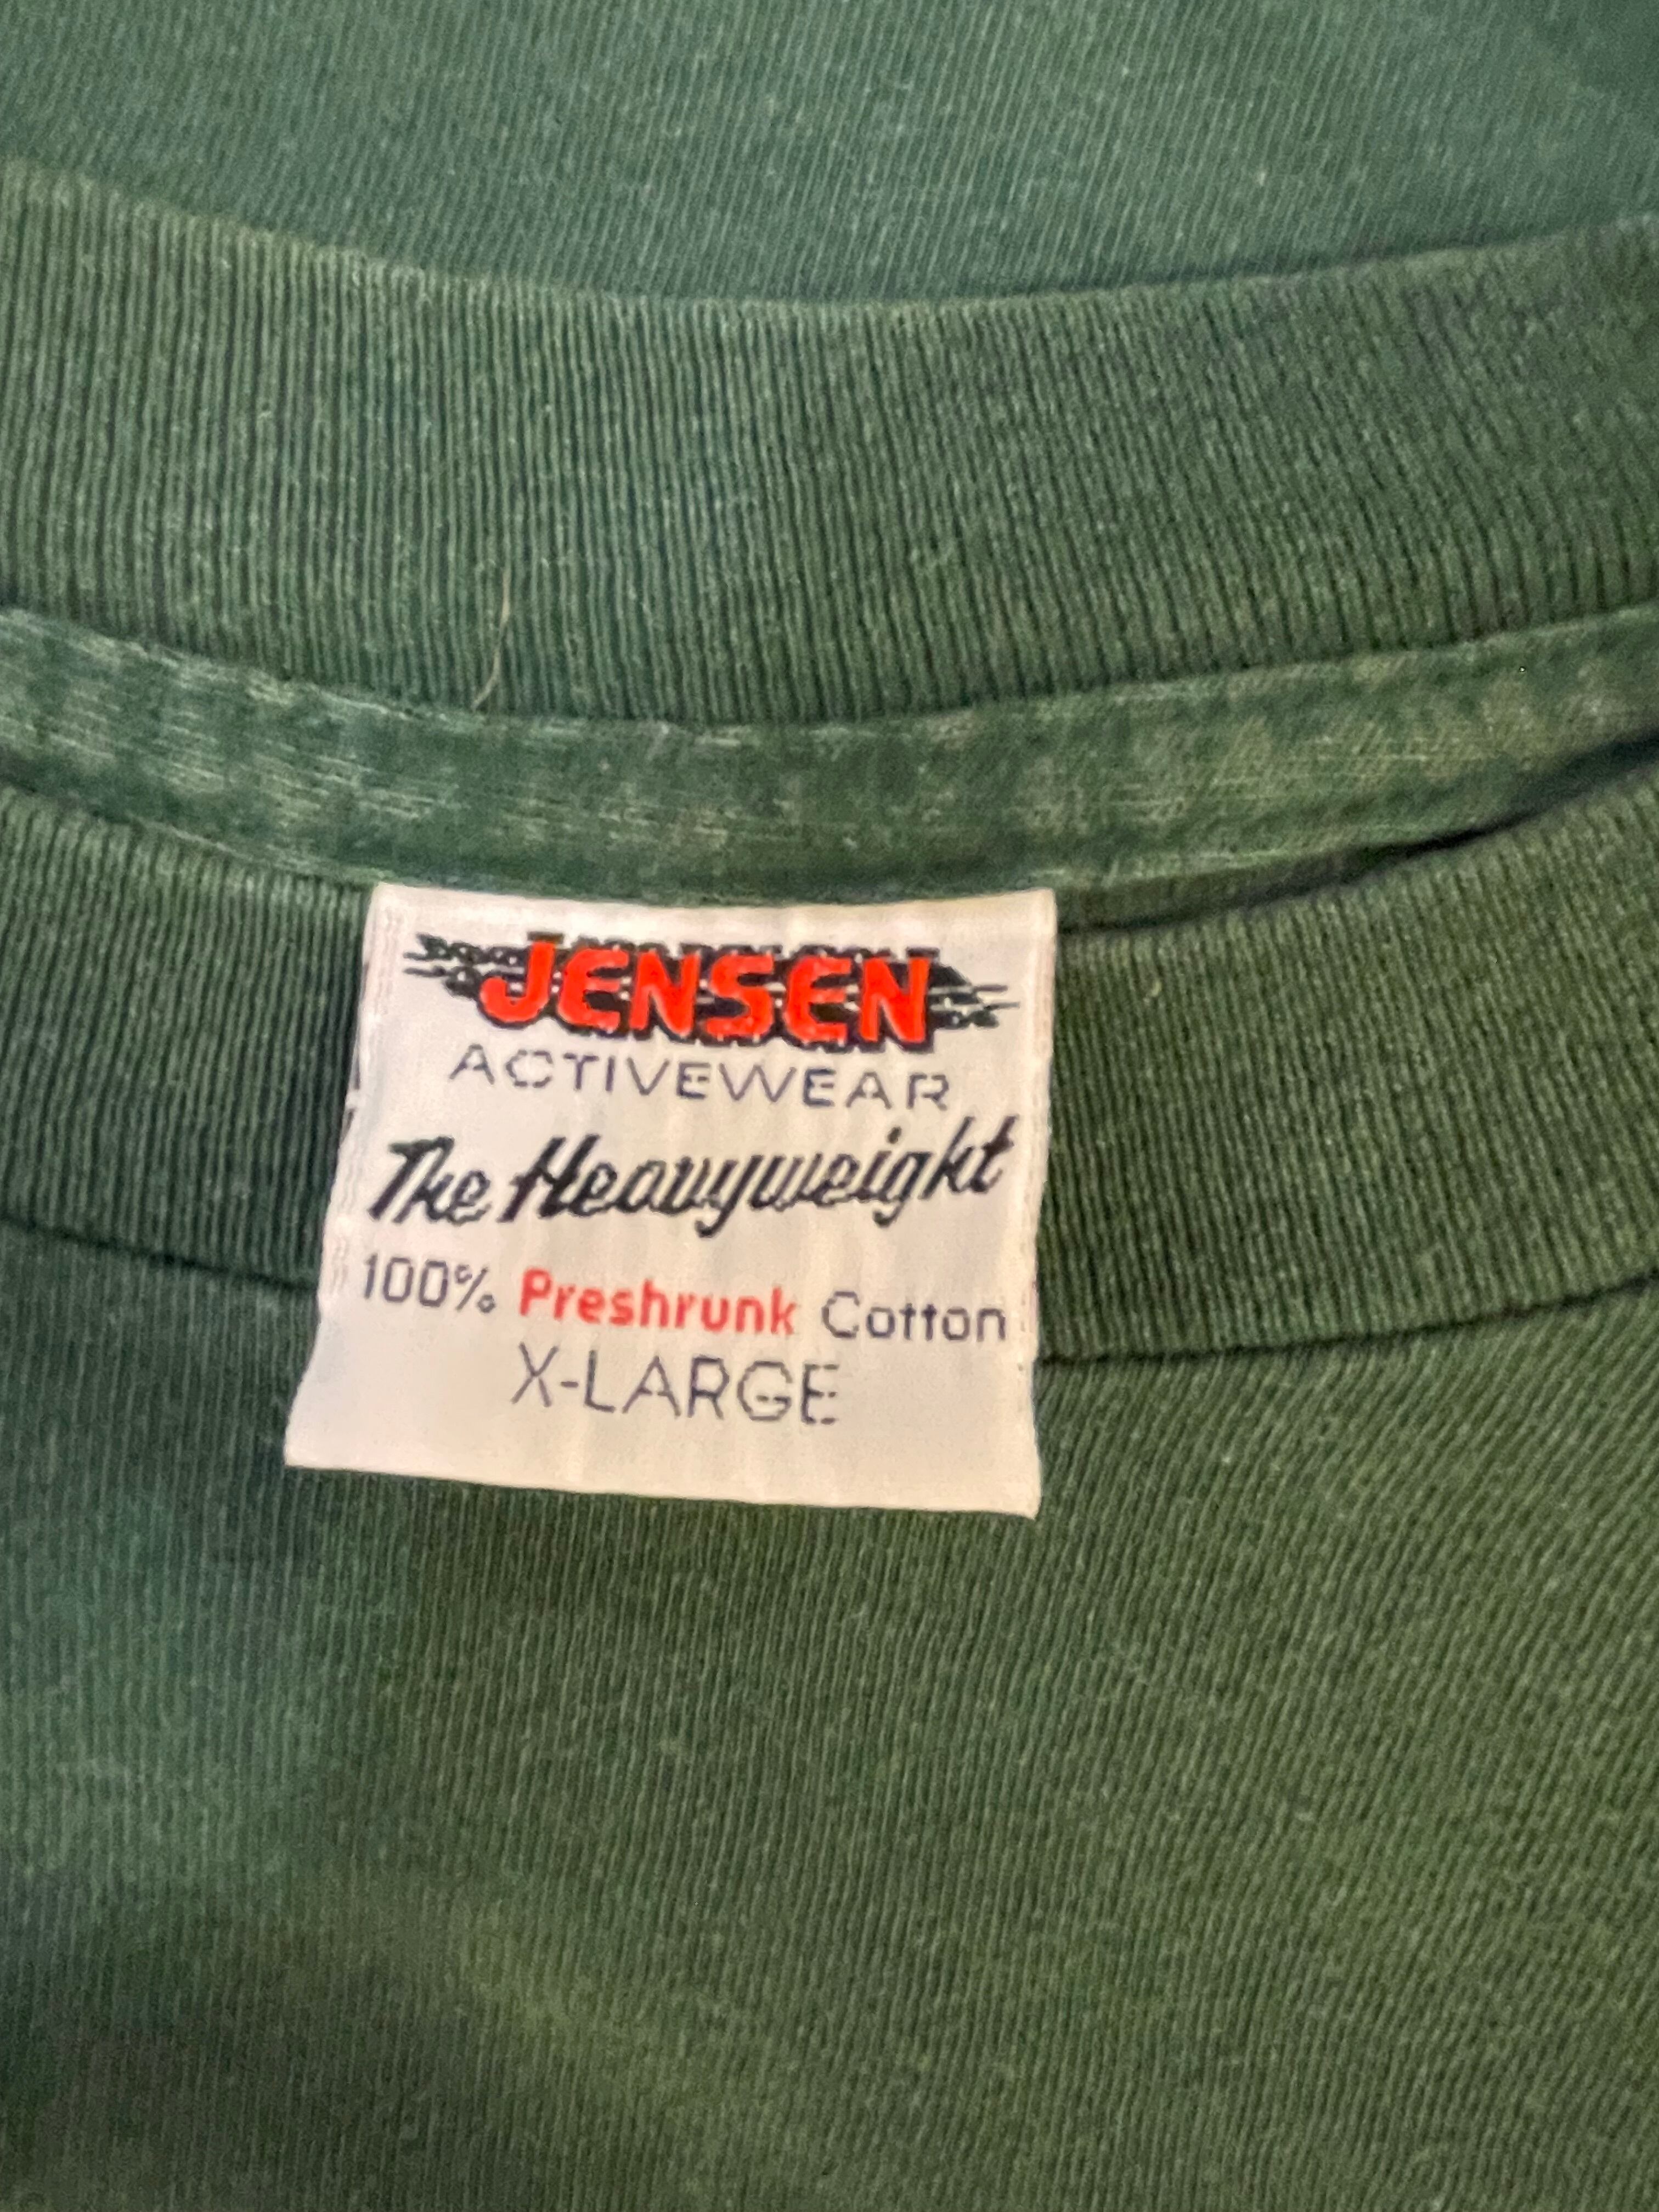 JENSEN
ACTIVEWEAR
The Heavyweight
100% Preshrunk Cotton
X-LARGE